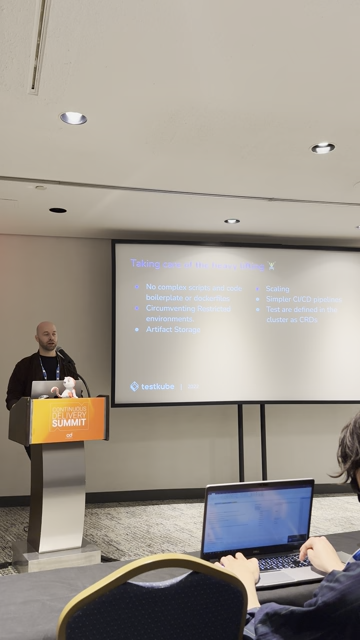 Taking care of the heavy lifting
No complex scripts and code
boilerplate or Dockerfiles
Circumventing Restricted
environments
Artifact Storage
Scaling
Simpler CI/CD pipelines
Test are defined in the
cluster as CRDs
testkube
CONTINUOUS
DELIVERY
SUMMIT